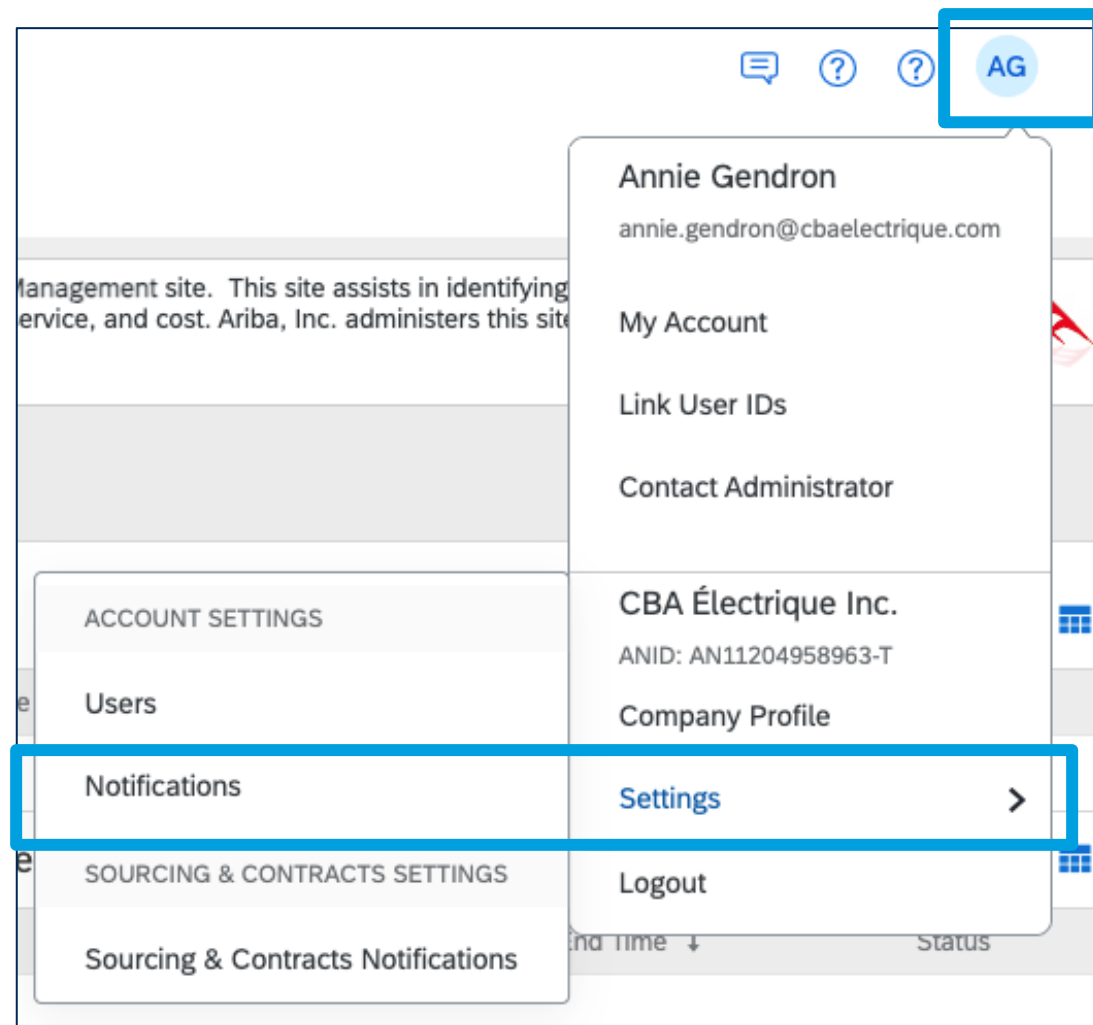 ? ? AG
Annie Gendron
annie.gendron@cbaelectrique.com
Management site. This site assists in identifying
ervice, and cost. Ariba, Inc. administers this site
My Account
Link User IDs
Contact Administrator
CBA Électrique Inc.
ANID: AN11204958963-T
Company Profile
Settings
Logout
ACCOUNT SETTINGS
Users
Notifications
SOURCING & CONTRACTS SETTINGS
Sourcing & Contracts Notifications
End Time ↓ Status